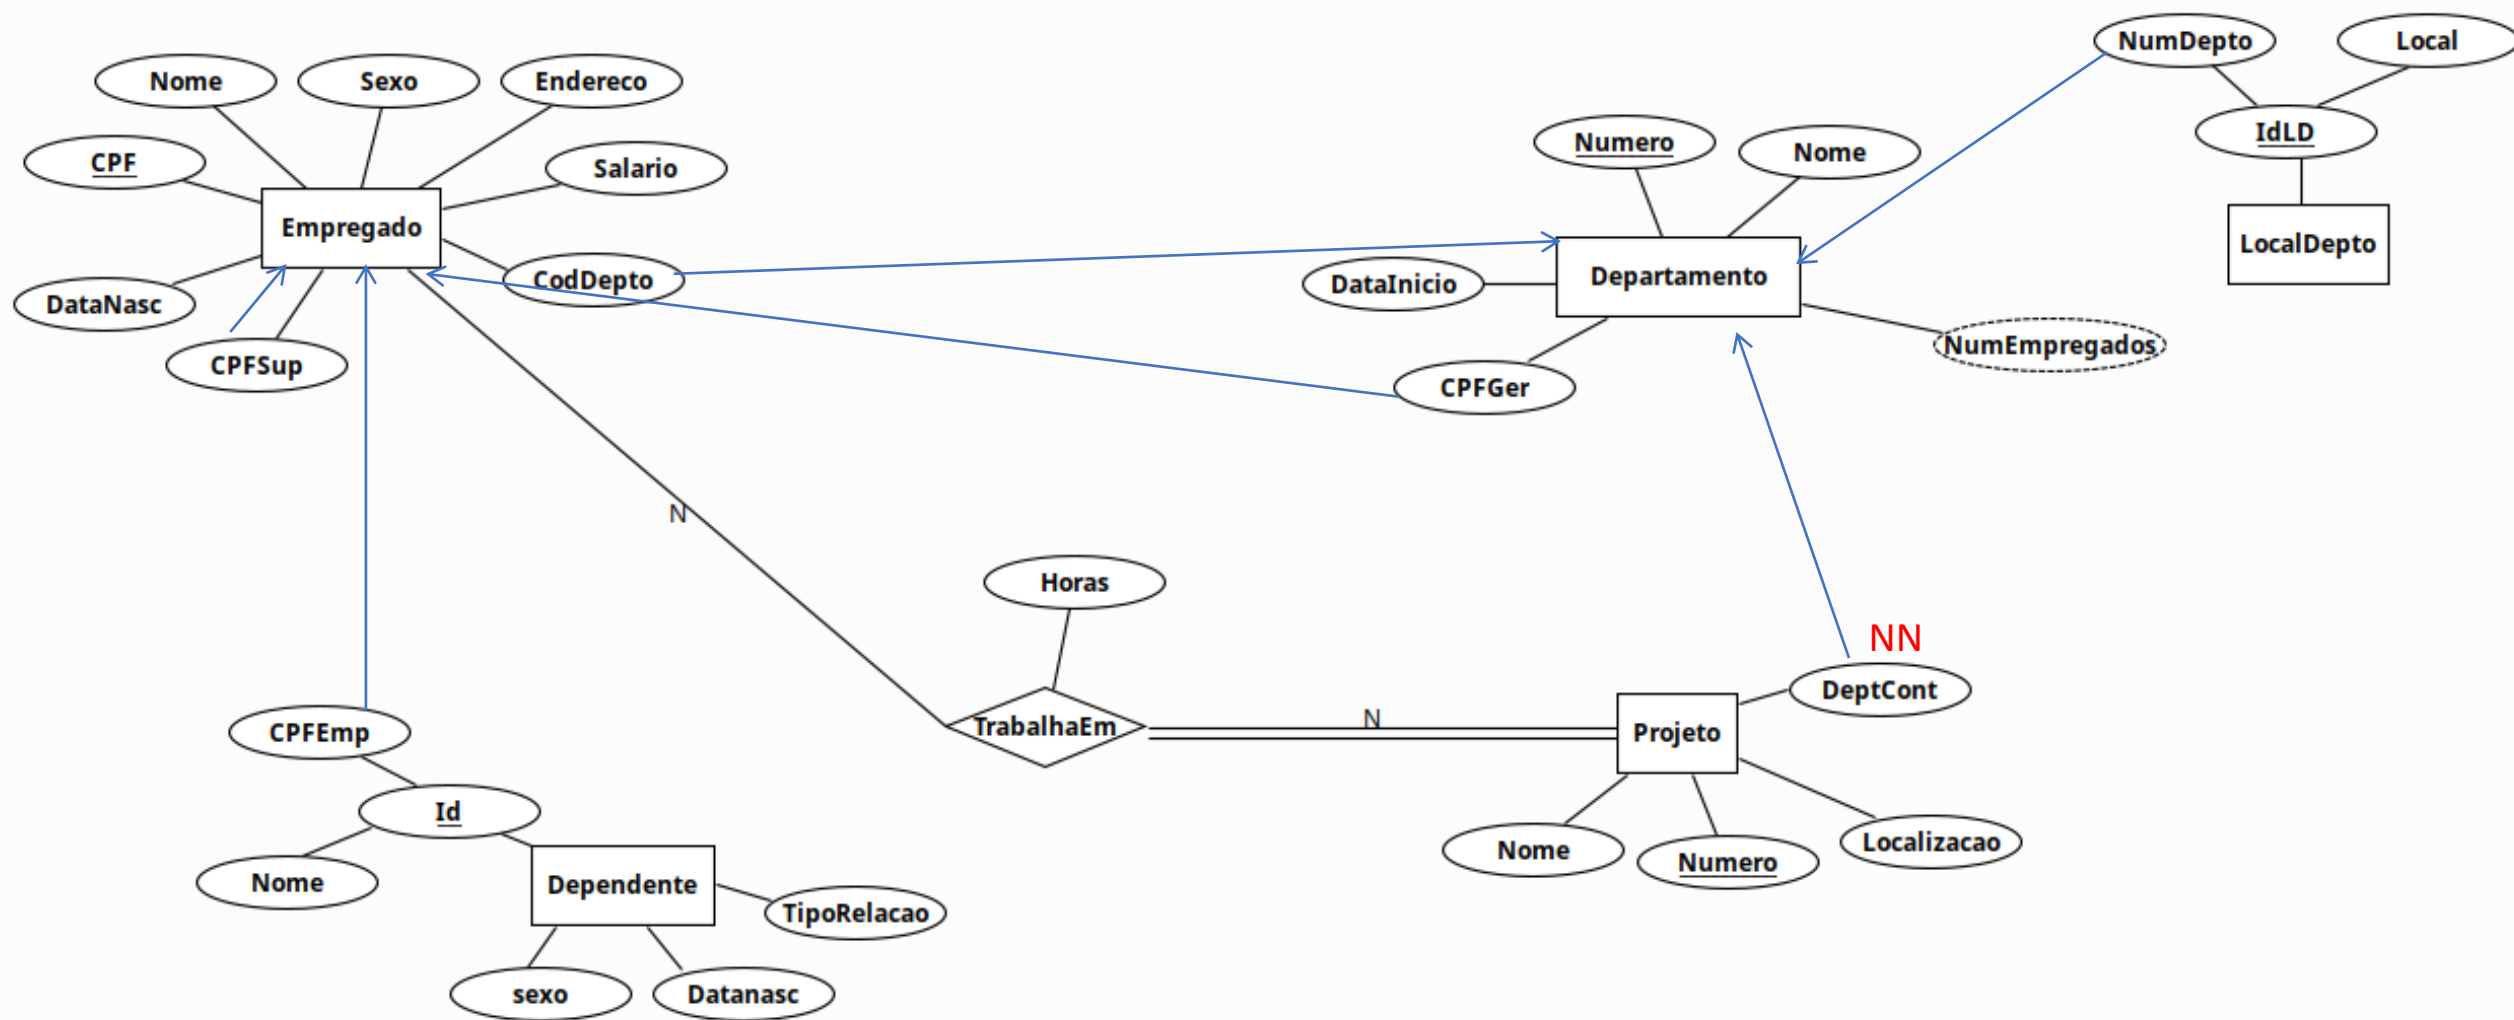 NumDepto
Local
Nome
Sexo
Endereco
IdLD
Numero
Nome
CPF
Salario
Empregado
LocalDepto
Departamento
CodDepto
DataInicio
DataNasc
NumEmpregados
CPFSup
CPFGer
N
Horas
NN
DeptCont
N
TrabalhaEm
Projeto
CPFEmp
Id
Localizacao
Nome
Numero
Nome
Dependente
TipoRelacao
sexo
Datanasc